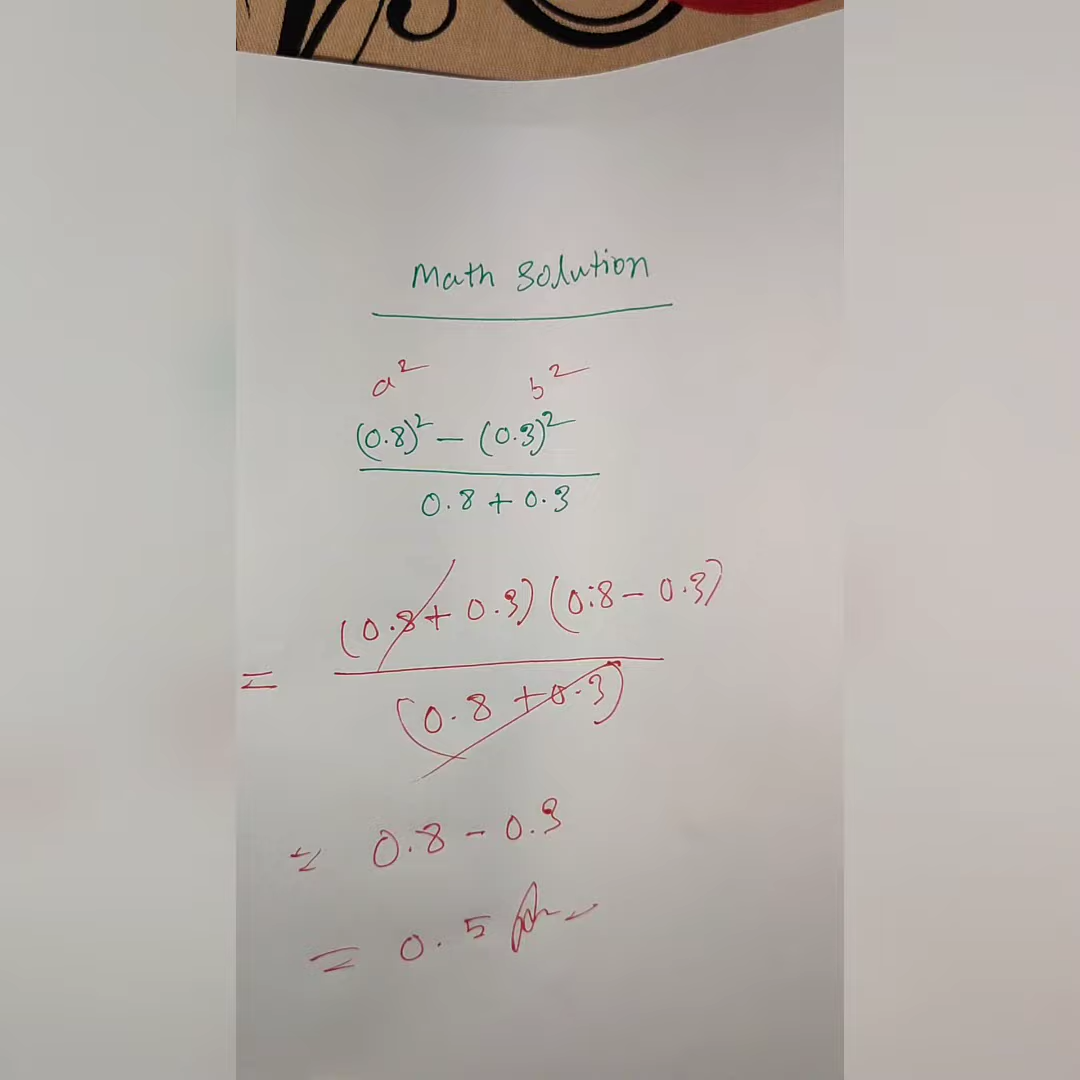 Math Solution
a² b²
(0.8)² - (0.3)²
0.8 + 0.3
(0.8 + 0.3) (0.8 - 0.3)
=
(0.8 + 0.3)
= 0.8 - 0.3
= 0.5